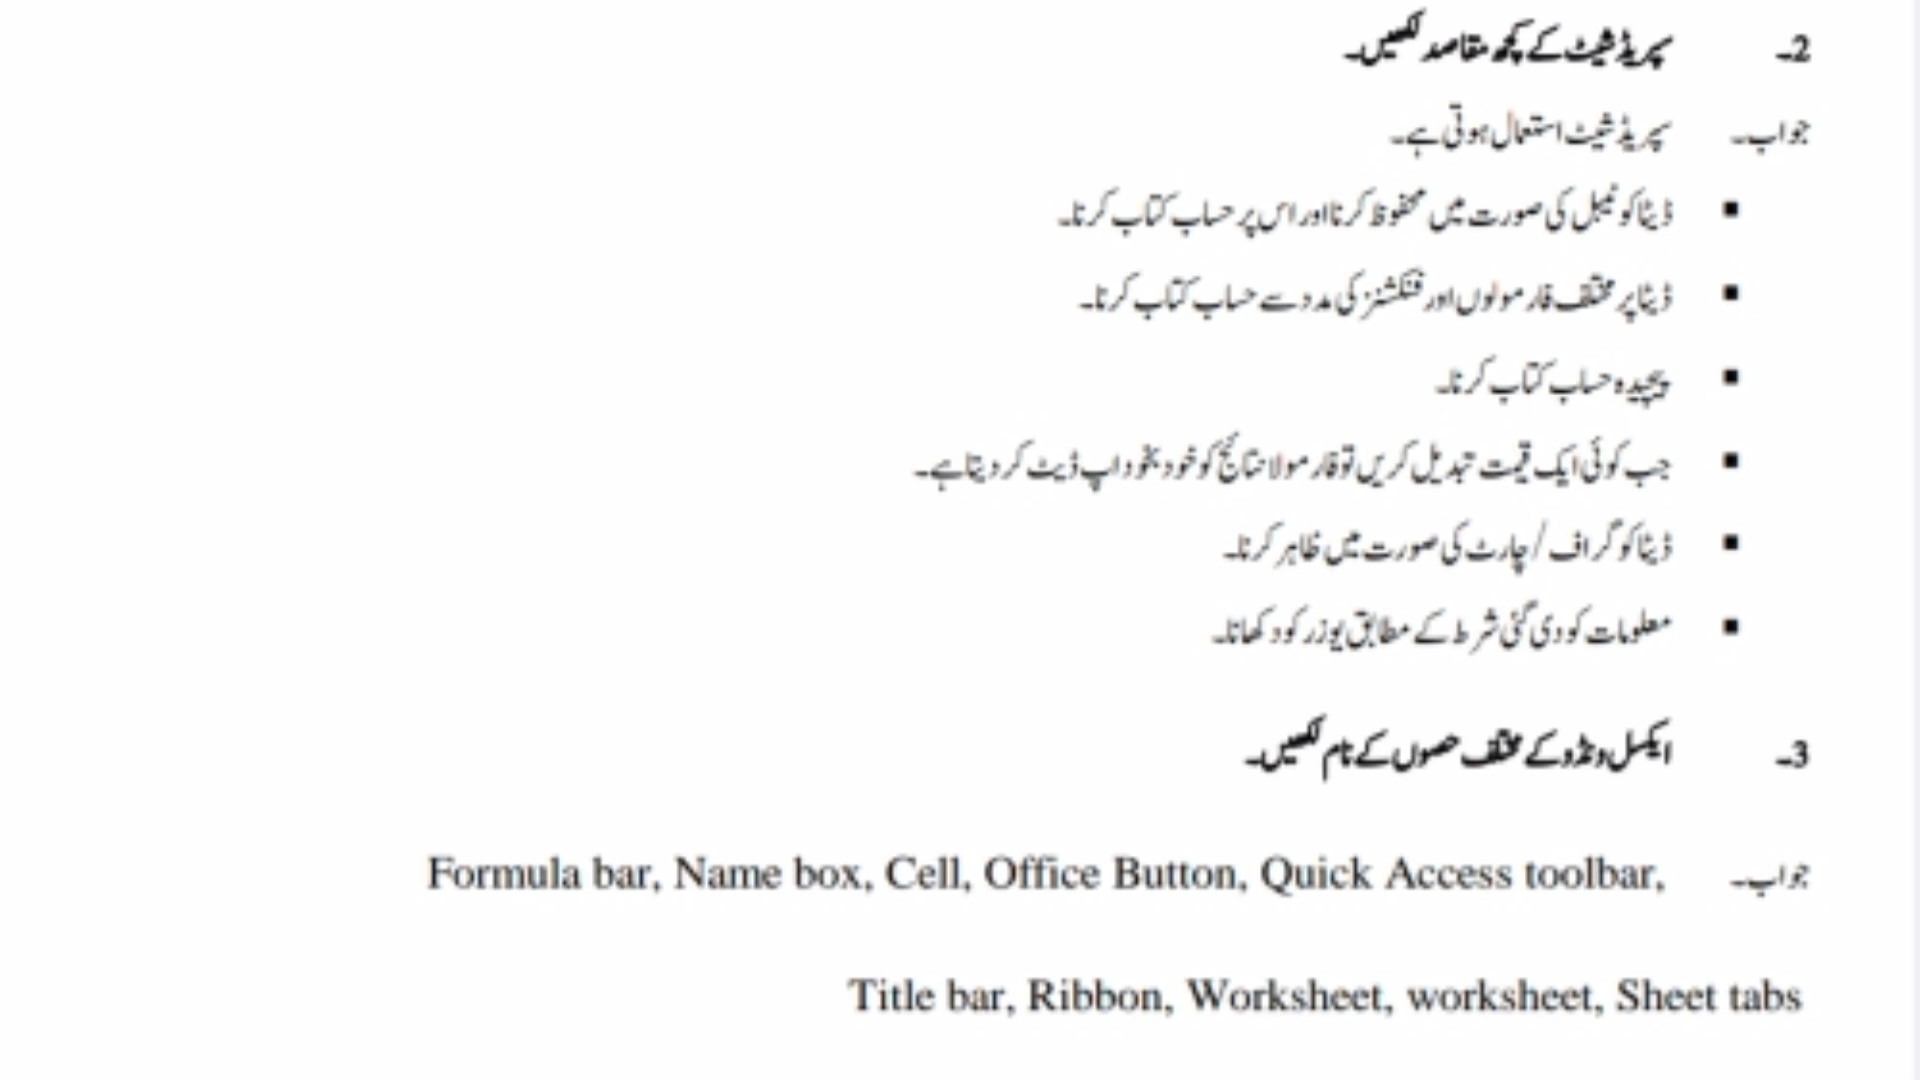 2۔ سپریڈ شیٹ کے کچھ مقاصد لکھیں۔
جواب۔ سپریڈ شیٹ استعمال ہوتی ہے۔
▪ ڈیٹا کو ٹیبل کی صورت میں محفوظ کرنا اور اس پر حساب کتاب کرنا۔
▪ ڈیٹا پر مختلف فارمولوں اور فنکشنز کی مدد سے حساب کتاب کرنا۔
▪ پیچیدہ حساب کتاب کرنا۔
▪ جب کوئی ایک قیمت تبدیل کریں تو فارمولا نتائج کو خود بخود اپ ڈیٹ کر دیتا ہے۔
▪ ڈیٹا کو گراف / چارٹ کی صورت میں ظاہر کرنا۔
▪ معلومات کو دی گئی شرط کے مطابق یوزر کو دکھانا۔
3۔ ایکسل ونڈو کے مختلف حصوں کے نام لکھیں۔
جواب۔ Formula bar, Name box, Cell, Office Button, Quick Access toolbar,
Title bar, Ribbon, Worksheet, worksheet, Sheet tabs